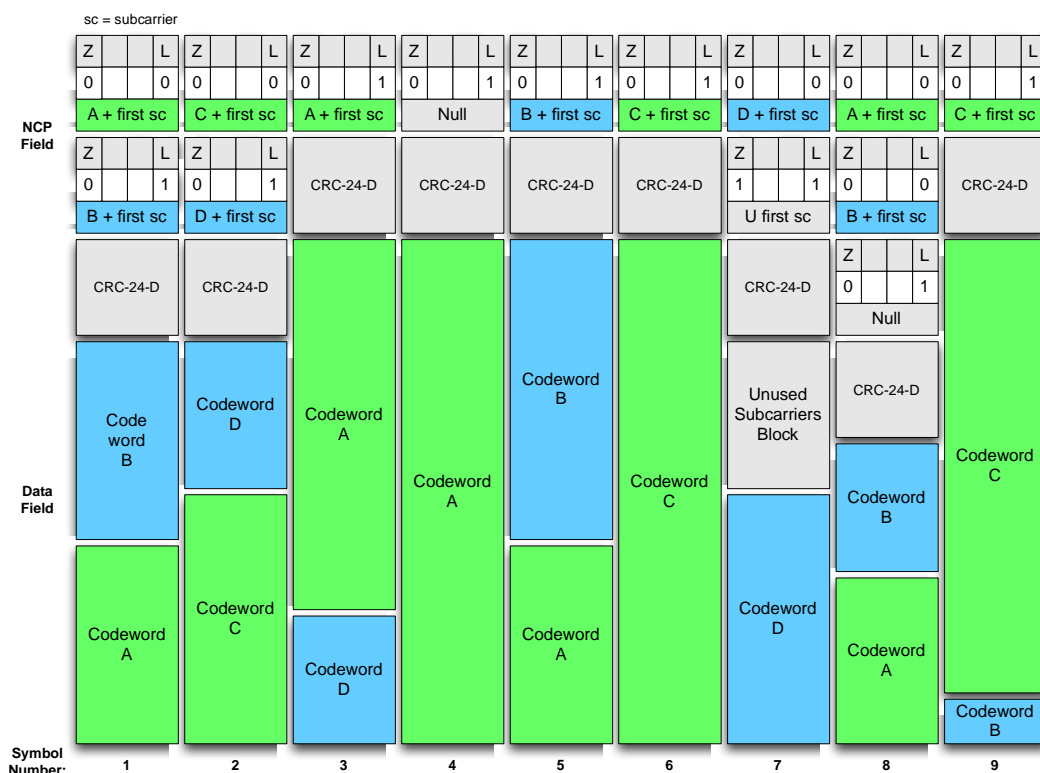 sc = subcarrier
Z L Z L Z L Z L Z L Z L Z L Z L Z L
0 0 0 0 0 1 0 1 0 1 0 1 0 0 0 0 0 1
A + first sc C + first sc A + first sc Null B + first sc C + first sc D + first sc A + first sc C + first sc
NCP
Field
Z L Z L Z L Z L
0 1 0 1 CRC-24-D CRC-24-D CRC-24-D CRC-24-D 1 1 0 0 CRC-24-D
B + first sc D + first sc U first sc B + first sc
Z L
CRC-24-D CRC-24-D CRC-24-D 0 1
Null
Code
word
B
Codeword
D
Codeword
A
Codeword
A
Codeword
B
Codeword
C
Unused
Subcarriers
Block
CRC-24-D
Codeword
C
Data
Field
Codeword
B
Codeword
A
Codeword
C
Codeword
D
Codeword
A
Codeword
D
Codeword
A
Codeword
B
Symbol
Number:
1 2 3 4 5 6 7 8 9